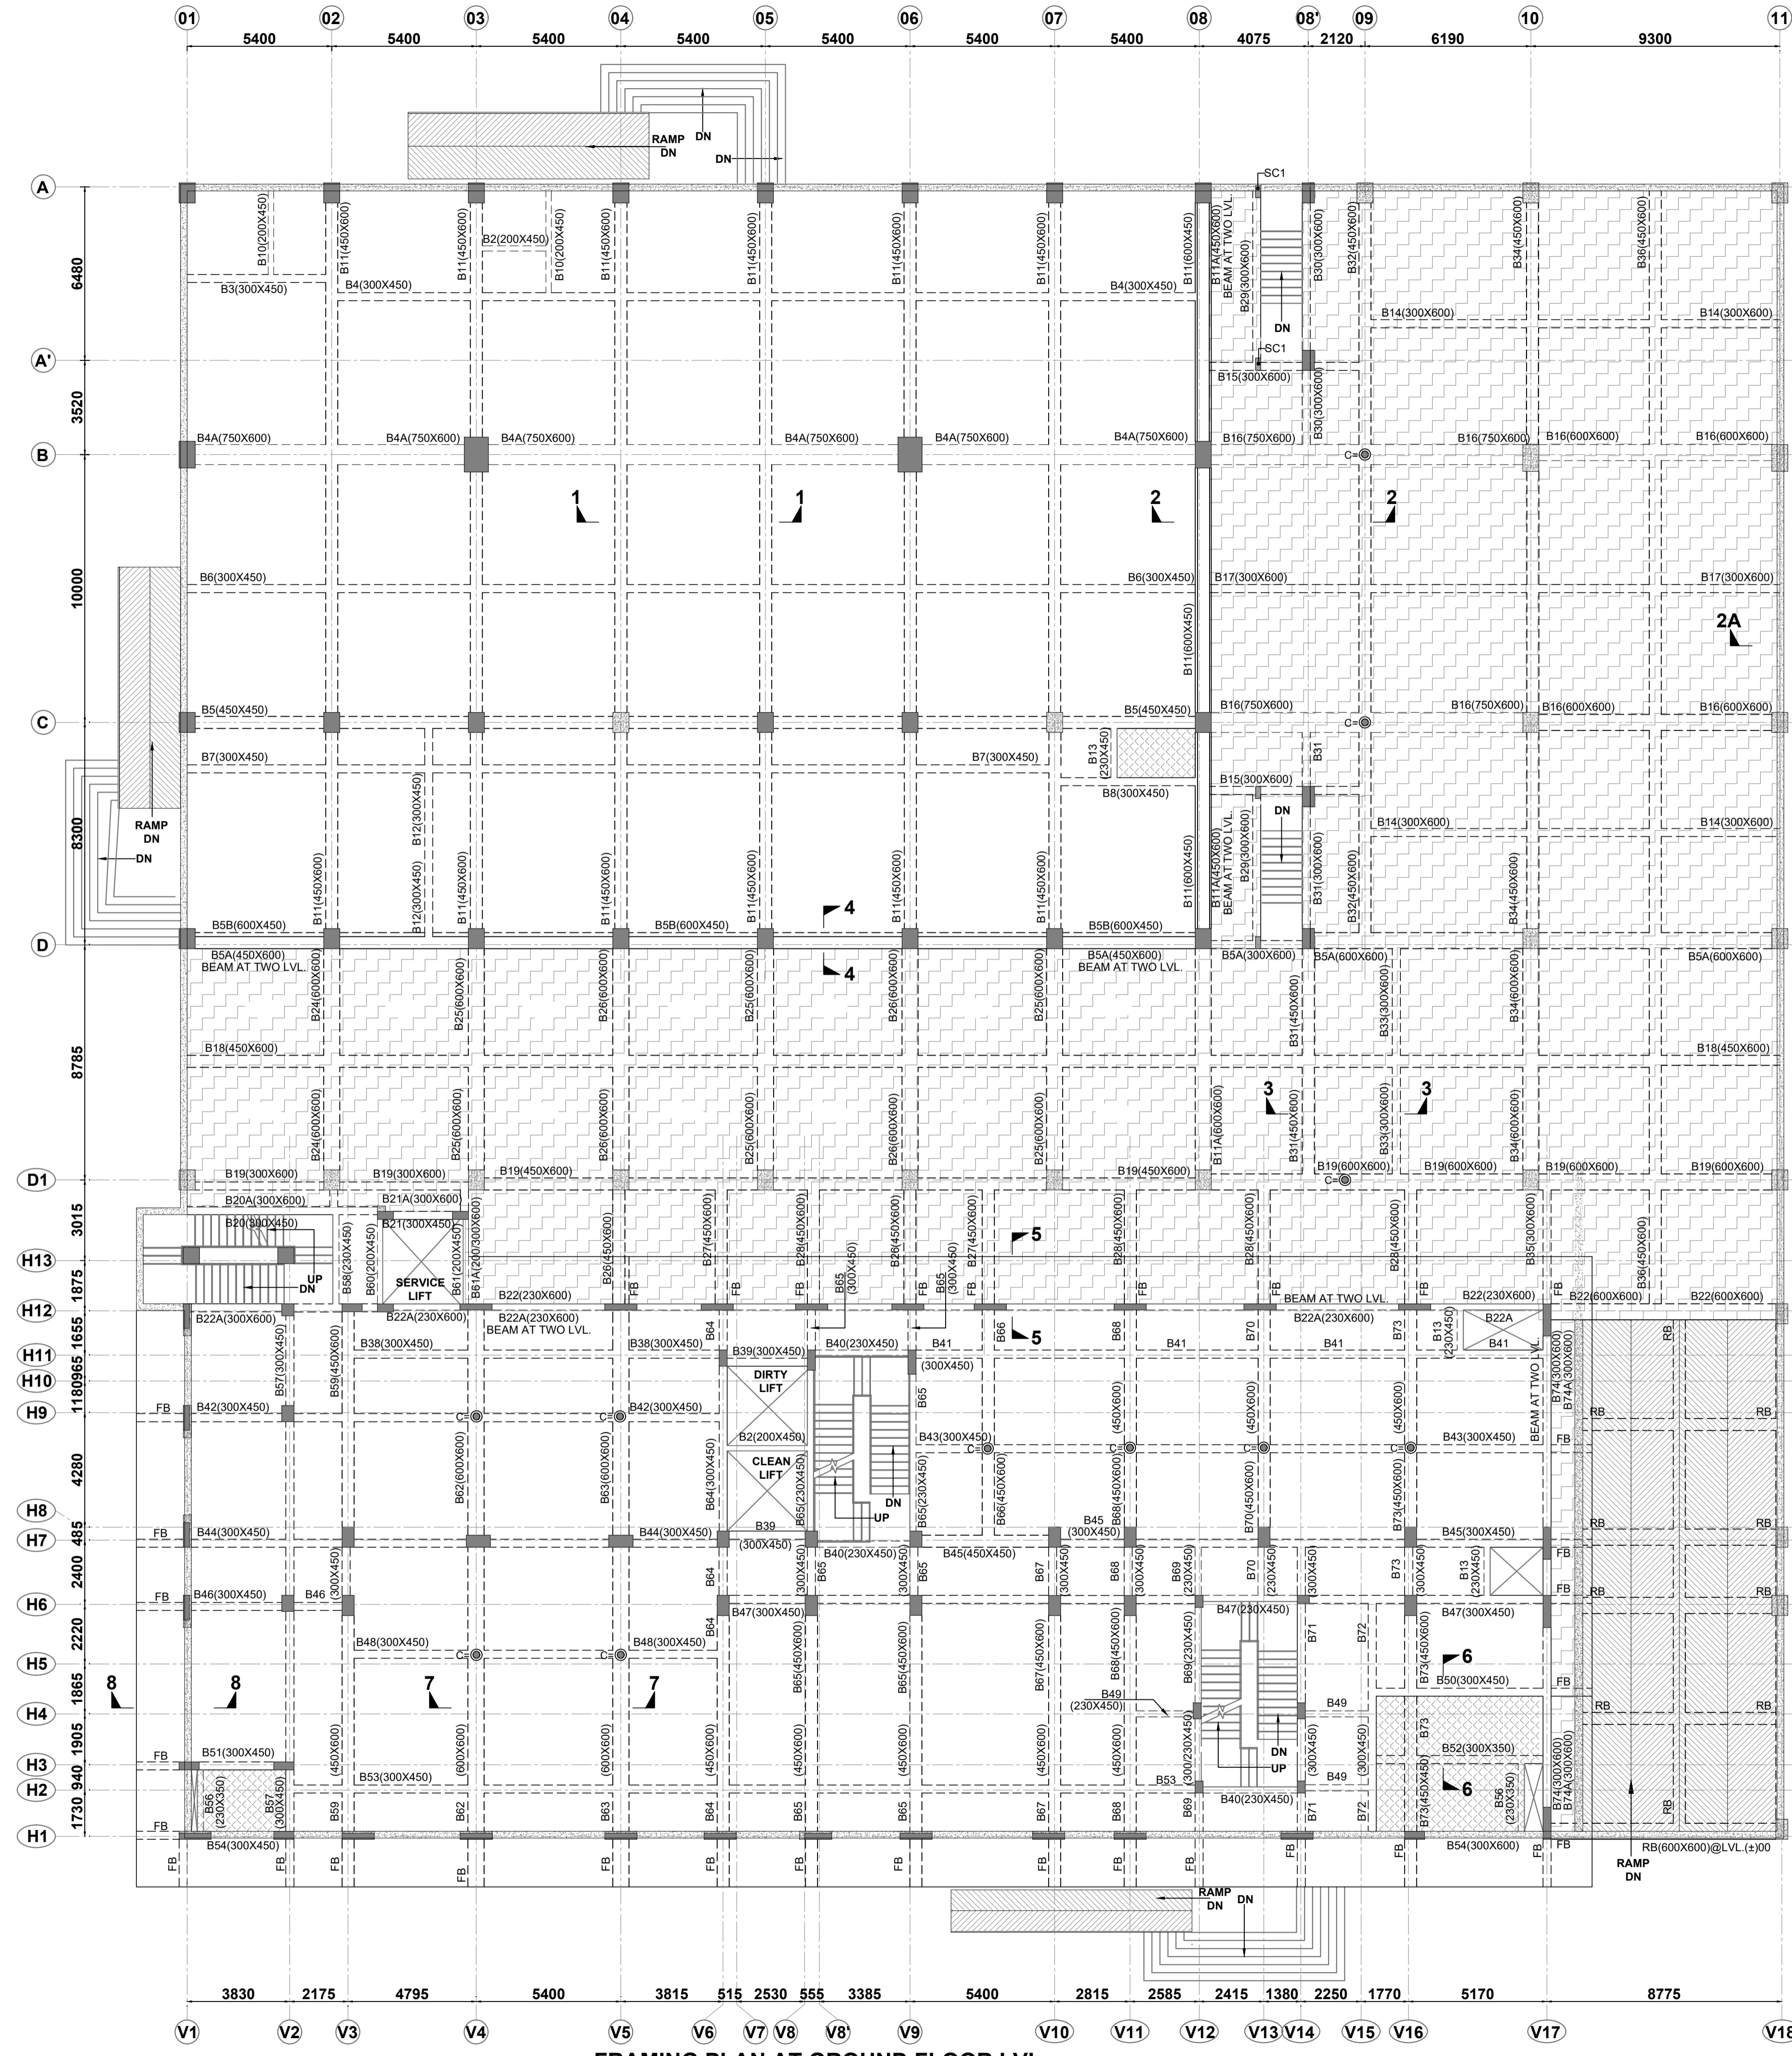 01 02 03 04 05 06 07 08 08' 09 10 11
5400 5400 5400 5400 5400 5400 5400 4075 2120 6190 9300
RAMP DN
DN
DN
A
SC1
B10(200X450)
B11(450X600)
B11(450X600)
B2(200X450)
B10(200X450)
B11(450X600)
B11(450X600)
B11(450X600)
B11(450X600)
B11(600X450)
B11A(450X600)
BEAM AT TWO LVL.
B29(300X600)
B30(300X600)
B32(450X600)
B34(450X600)
B36(450X600)
6480
B3(300X450)
B4(300X450)
B4(300X450)
DN
B14(300X600)
B14(300X600)
A'
SC1
B15(300X600)
3520
B30(300X600)
B4A(750X600)
B4A(750X600)
B4A(750X600)
B4A(750X600)
B4A(750X600)
B4A(750X600)
B16(750X600)
B16(750X600)
B16(600X600)
B16(600X600)
B
C=
1 1 2 2
10000
B6(300X450)
B6(300X450)
B17(300X600)
B17(300X600)
B11(600X450)
2A
B5(450X450)
B5(450X450)
B16(750X600)
B16(750X600)
B16(600X600)
B16(600X600)
C
C=
B7(300X450)
B7(300X450)
B13
(230X450)
B31
B8(300X450)
B15(300X600)
RAMP
DN
DN
8300
B12(300X450)
DN
B14(300X600)
B14(300X600)
B11(450X600)
B12(300X450)
B11(450X600)
B11(450X600)
B11(450X600)
B11(450X600)
B11(450X600)
B11(600X450)
B11A(450X600)
BEAM AT TWO LVL.
B29(300X600)
B31(300X600)
B32(450X600)
B34(450X600)
4
B5B(600X450)
B5B(600X450)
B5B(600X450)
D
B5A(450X600)
BEAM AT TWO LVL.
4
B5A(450X600)
BEAM AT TWO LVL.
B5A(300X600)
B5A(600X600)
B5A(600X600)
B24(600X600)
B25(600X600)
B26(600X600)
B25(600X600)
B26(600X600)
B25(600X600)
B31(450X600)
B33(300X600)
B34(600X600)
8785
B18(450X600)
B18(450X600)
3 3
B24(600X600)
B25(600X600)
B26(600X600)
B25(600X600)
B26(600X600)
B25(600X600)
B11A(600X600)
B31(450X600)
B33(300X600)
B34(600X600)
D1
B19(300X600)
B19(300X600)
B19(450X600)
B19(450X600)
B19(600X600)
B19(600X600)
B19(600X600)
B19(600X600)
C=
B20A(300X600)
B21A(300X600)
3015
B20(300X450)
B21(300X450)
5
H13
UP
DN
B58(230X450)
B60(200X450)
SERVICE
LIFT
B61(200X450)
B61A(200/300X600)
B26(450X600)
B27(450X600)
B28(450X600)
B65
(300X450)
B26(450X600)
B65
(300X450)
B27(450X600)
B28(450X600)
B28(450X600)
B28(450X600)
B35(300X600)
B36(450X600)
FB FB FB FB FB FB FB FB FB
1875
B22(230X600)
BEAM AT TWO LVL.
B22(230X600)
B22(600X600)
B22(600X600)
H12
B22A(300X600)
B22A(230X600)
B22A(230X600)
BEAM AT TWO LVL.
B22A(230X600)
B22A
1655
B57(300X450)
B59(450X600)
B38(300X450)
B38(300X450)
B64
B39(300X450)
B40(300X450)
B41
(300X450)
B66
5
B68
B41
B70
B41
B73
B13
(230X450)
B41
BEAM AT TWO LVL.
B74(300X600)
B74A(300X600)
RB
H11
965
H10
DIRTY
LIFT
1180
H9
FB
B42(300X450)
C=
C=
B42(300X450)
B65
(450X600)
(450X600)
(450X600)
RB RB
B2(200X450)
B43(300X450)
C=
C=
C=
C=
B43(300X450)
FB
4280
B62(600X600)
B63(600X600)
B64(300X450)
CLEAN
LIFT
B65(230X450)
DN
UP
B65(230X450)
B66(450X600)
B68(450X600)
B70(450X600)
B73(450X600)
H8
485
H7
FB
B44(300X450)
B44(300X450)
B39
(300X450)
B40(230X450)
B45(450X450)
B45
(300X450)
B45(300X450)
FB
RB RB
2400
(300X450)
B64
(300X450)
B65
(300X450)
B65
B67
(300X450)
B68
(300X450)
B69
(230X450)
B70
(230X450)
(300X450)
B73
(300X450)
B13
(230X450)
FB
RB RB
H6
FB
B46(300X450)
B46
B47(300X450)
B47(230X450)
B47(300X450)
2220
B64
B48(300X450)
B48(300X450)
C=
C=
B65(450X600)
B65(450X600)
B67(450X600)
B68(450X600)
B69(230X450)
B71
B72
B73(450X600)
6
B50(300X450)
FB
H5
1865
8 8 7 7
B49
(230X450)
B49
RB RB
H4
1905
(450X600)
(600X600)
(600X600)
(450X600)
(450X600)
(450X600)
(450X600)
(450X600)
(300/230X450)
DN
UP
(300X450)
(300X450)
B73
B52(300X350)
FB
B51(300X450)
H3
940
B53(300X450)
B53
B49
6
H2
B56
(230X350)
B57
(300X450)
B40(230X450)
B56
(230X350)
B74(300X600)
B74A(300X600)
1730
B59
B62
B63
B64
B65
B65
B67
B68
B69
B71
B72
B73(450X450)
RB
H1
FB
B54(300X450)
B54(300X600)
FB
RB(600X600)@LVL.(±)00
FB FB FB FB FB FB FB FB FB FB FB FB FB FB
RAMP
DN
RAMP
DN
DN
3830 2175 4795 5400 3815 515 2530 555 3385 5400 2815 2585 2415 1380 2250 1770 5170 8775
V1 V2 V3 V4 V5 V6 V7 V8 V8' V9 V10 V11 V12 V13 V14 V15 V16 V17 V18
FRAMING PLAN AT GROUND FLOOR LVL